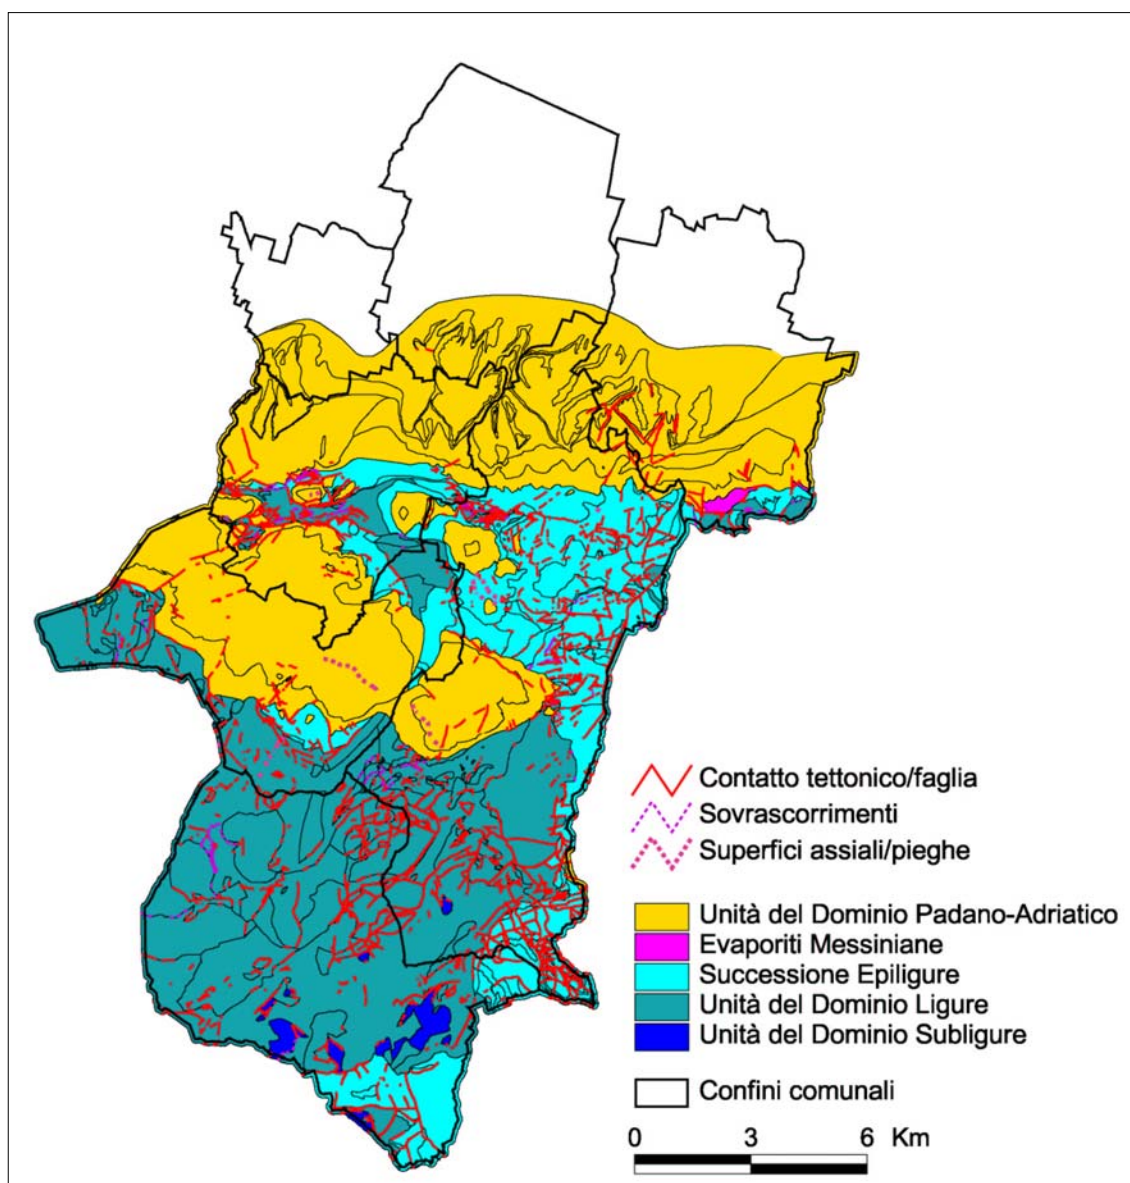 Contatto tettonico/faglia
Sovrascorrimenti
Superfici assiali/pieghe
Unità del Dominio Padano-Adriatico
Evaporiti Messiniane
Successione Epiligure
Unità del Dominio Ligure
Unità del Dominio Subligure
Confini comunali
0 3 6 Km